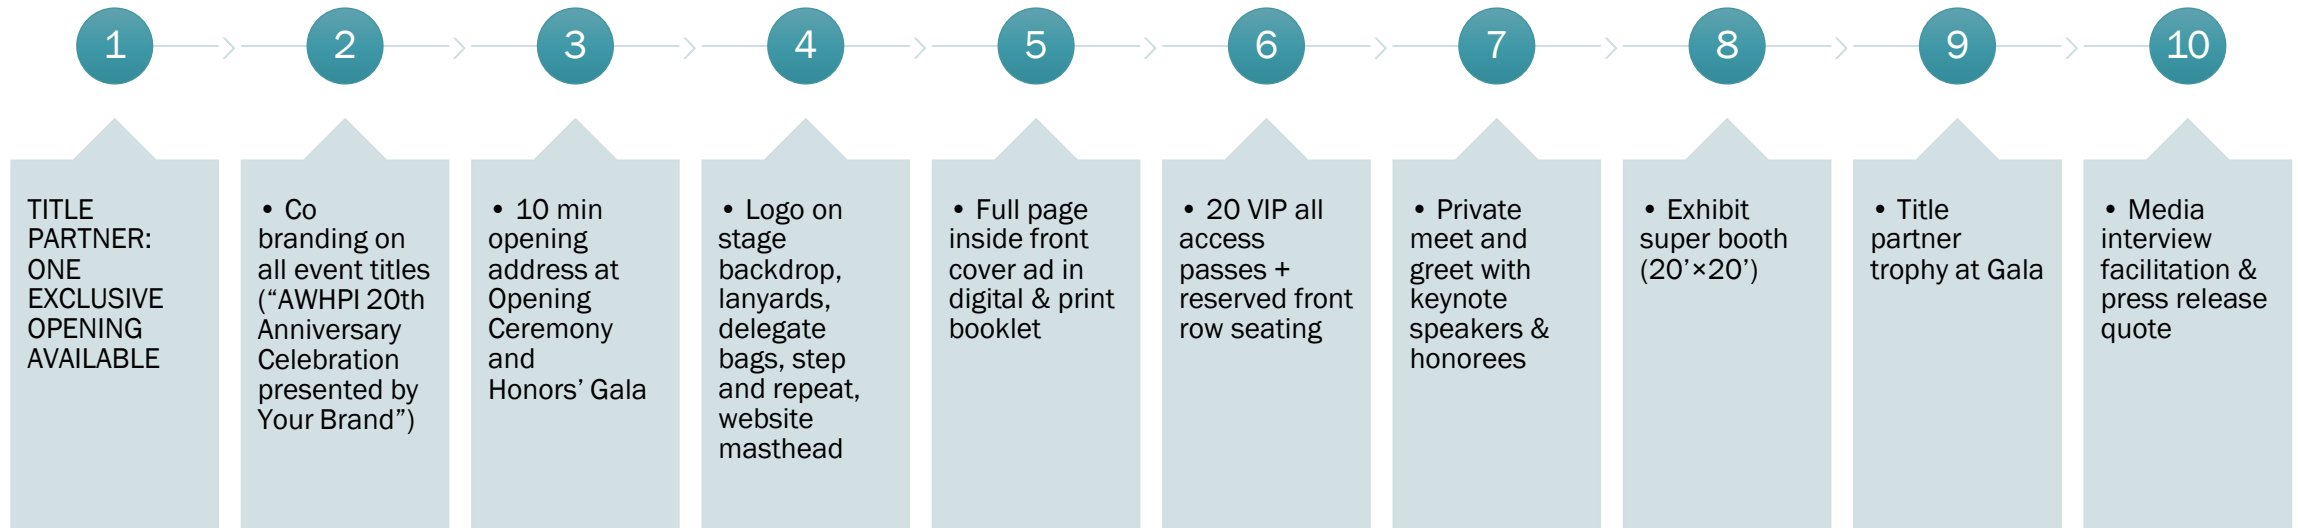 1
2
3
4
5
6
7
8
9
10
TITLE
PARTNER:
ONE
EXCLUSIVE
OPENING
AVAILABLE
• Co
branding on
all event titles
(“AWHPI 20th
Anniversary
Celebration
presented by
Your Brand”)
• 10 min
opening
address at
Opening
Ceremony
and
Honors’ Gala
• Logo on
stage
backdrop,
lanyards,
delegate
bags, step
and repeat,
website
masthead
• Full page
inside front
cover ad in
digital & print
booklet
• 20 VIP all
access
passes +
reserved front
row seating
• Private
meet and
greet with
keynote
speakers &
honorees
• Exhibit
super booth
(20’×20’)
• Title
partner
trophy at Gala
• Media
interview
facilitation &
press release
quote